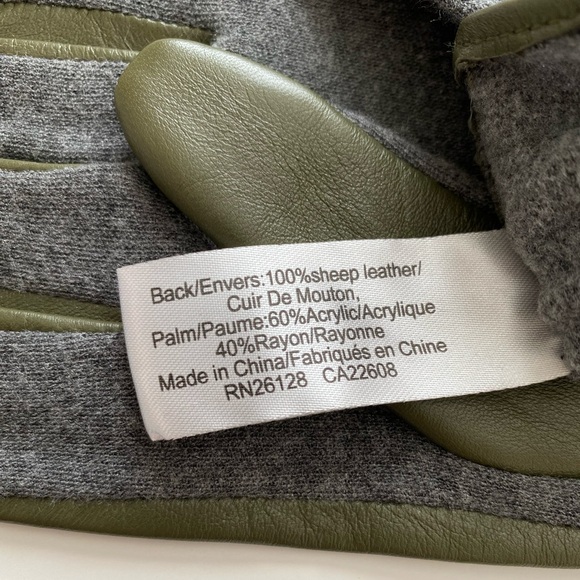 Back/Envers:100%sheep leather/
Cuir De Mouton,
Palm/Paume:60%Acrylic/Acrylique
40%Rayon/Rayonne
Made in China/Fabriqués en Chine
RN26128 CA22608